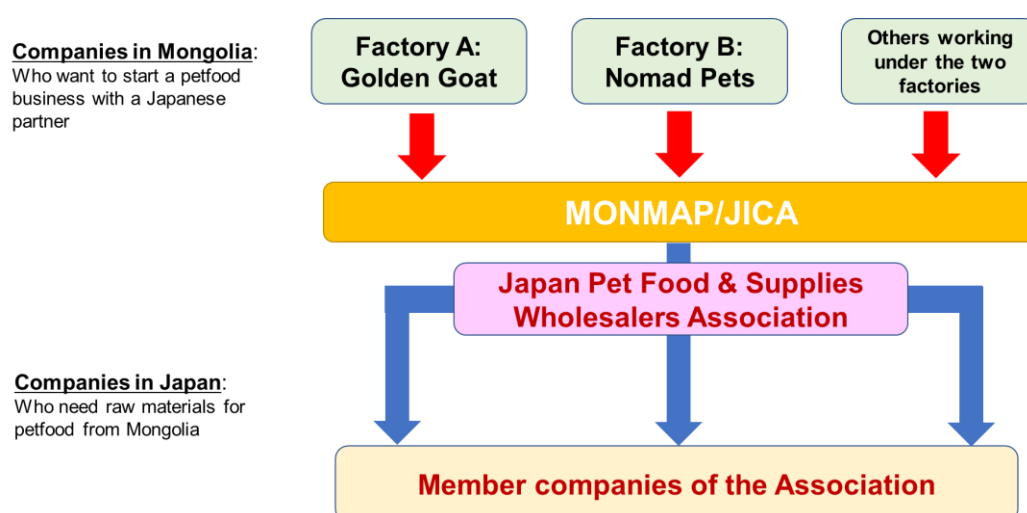 Companies in Mongolia:
Who want to start a petfood
business with a Japanese
partner
Factory A:
Golden Goat
Factory B:
Nomad Pets
Others working
under the two
factories
MONMAP/JICA
Japan Pet Food & Supplies
Wholesalers Association
Companies in Japan:
Who need raw materials for
petfood from Mongolia
Member companies of the Association